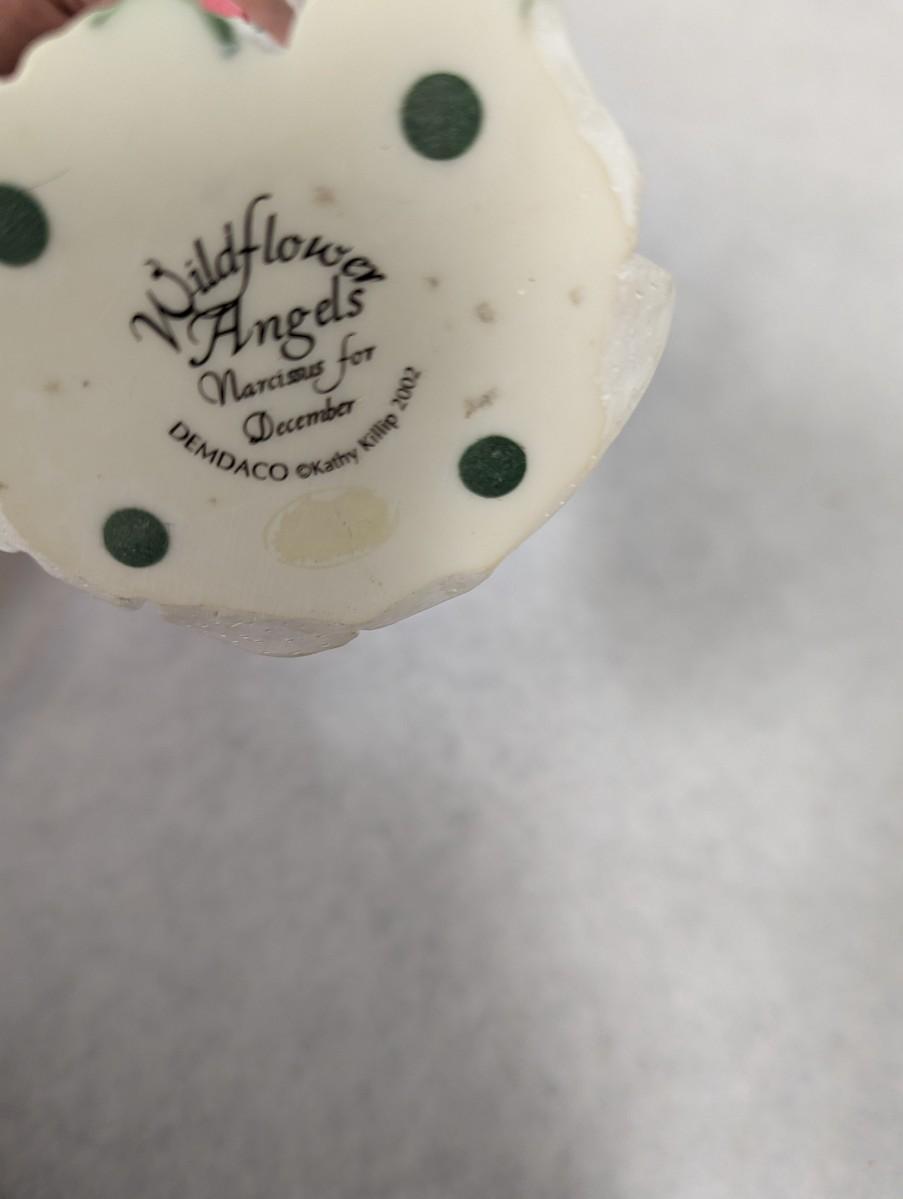 Wildflower
Angels
Narcissus for
December
DEMDACO ©Kathy Killip 2002